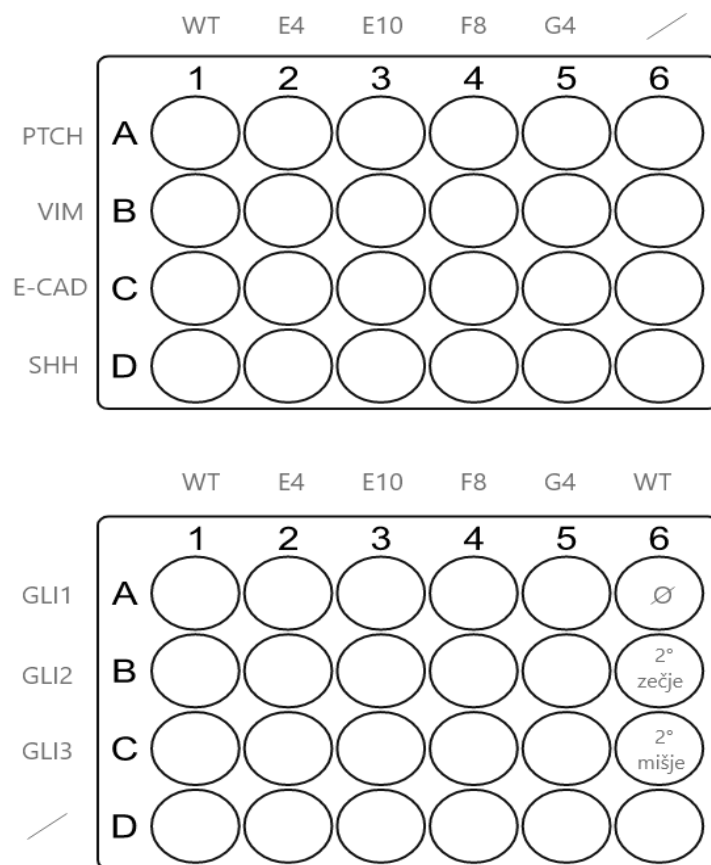 WT E4 E10 F8 G4 /
1 2 3 4 5 6
PTCH A
VIM B
E-CAD C
SHH D
WT E4 E10 F8 G4 WT
1 2 3 4 5 6
GLI1 A Ø
GLI2 B 2°
zečje
GLI3 C 2°
mišje
/ D